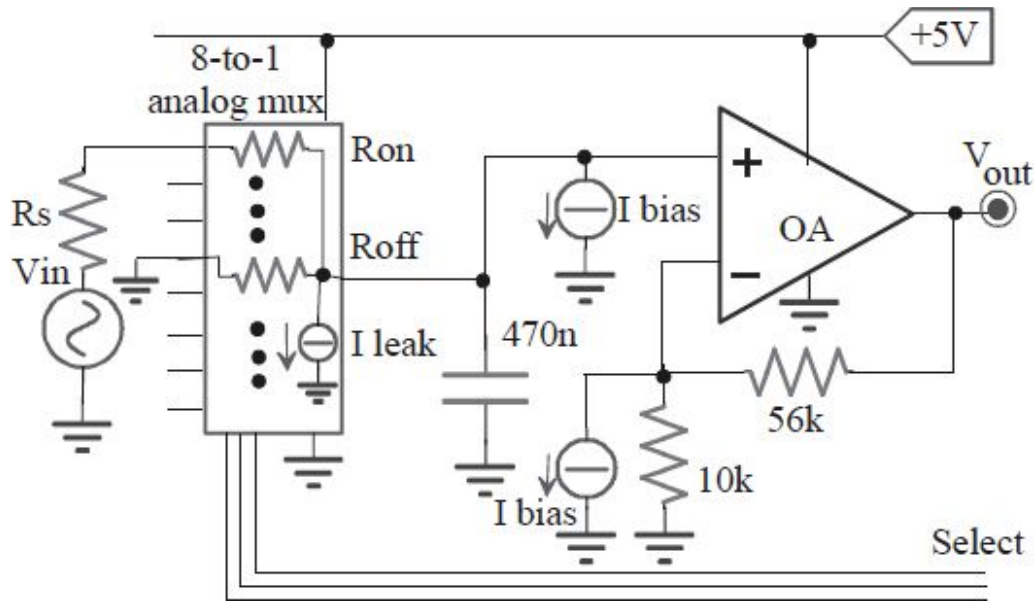 +5V
8-to-1
analog mux
Ron
Rs
Vin
Roff
I leak
470n
I bias
+
−
OA
Vout
56k
10k
I bias
Select